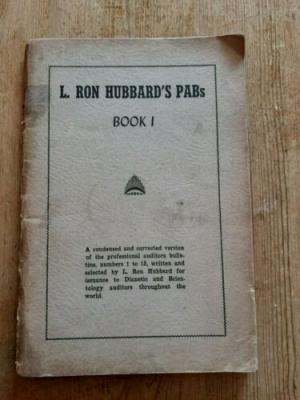 L. RON HUBBARD'S PABs
BOOK I
A condensed and corrected version
of the professional auditors bulle-
tins, numbers 1 to 15, written and
selected by L. Ron Hubbard for
issuance to Dianetic and Scien-
tology auditors throughout the
world.